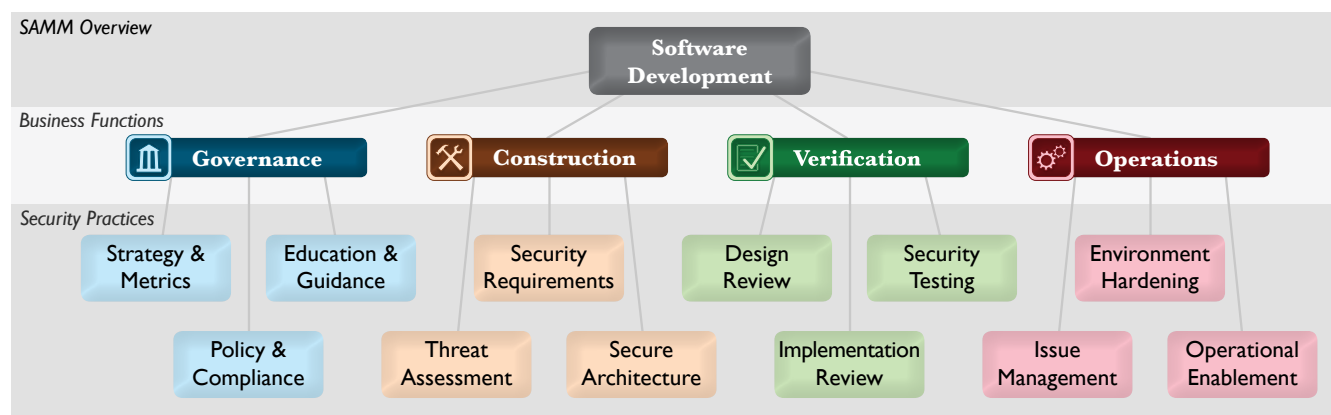 SAMM Overview
Software
Development
Business Functions
Governance
Construction
Verification
Operations
Security Practices
Strategy &
Metrics
Education &
Guidance
Security
Requirements
Design
Review
Security
Testing
Environment
Hardening
Policy &
Compliance
Threat
Assessment
Secure
Architecture
Implementation
Review
Issue
Management
Operational
Enablement